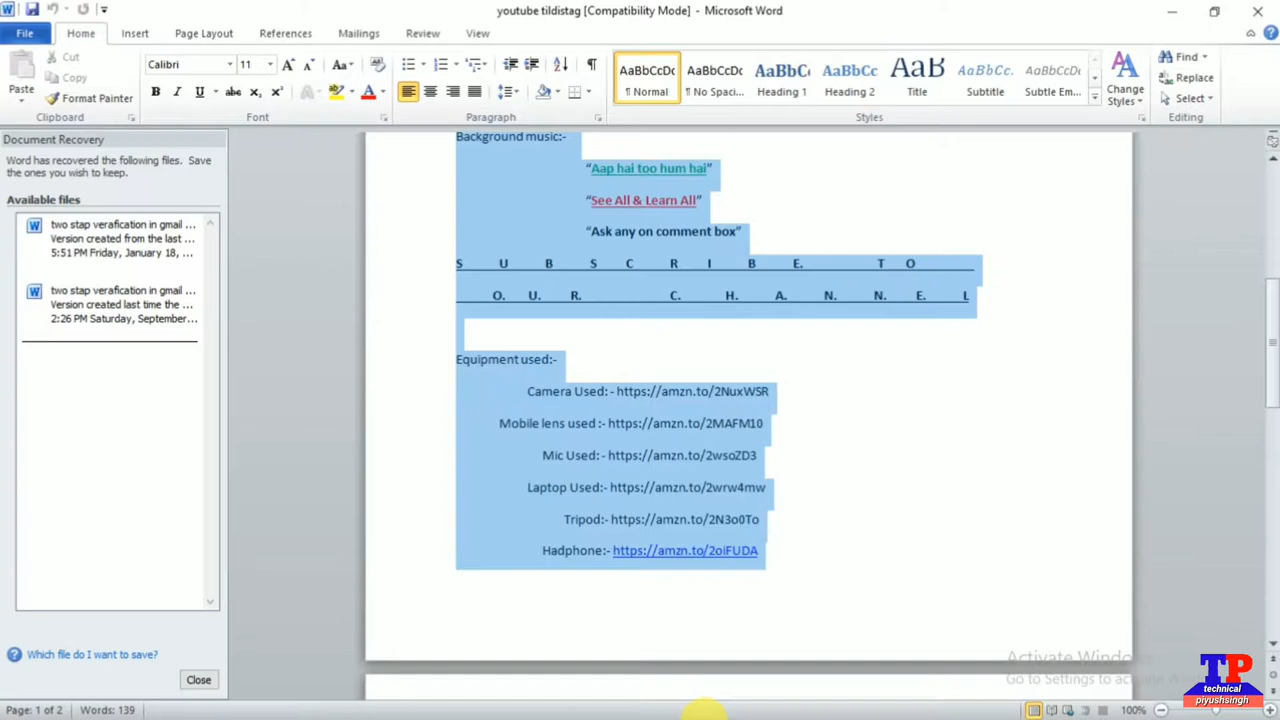 youtube tildistag [Compatibility Mode] - Microsoft Word
File Home Insert Page Layout References Mailings Review View
Paste
Cut
Copy
Format Painter
Clipboard
Calibri 11
Font
Paragraph
AaBbCcDc AaBbCcDc AaBbC AaBbCc AaB AaBbCc. AaBbCcDc
¶ Normal ¶ No Spaci... Heading 1 Heading 2 Title Subtitle Subtle Em...
Styles
Change Styles
Find
Replace
Select
Editing
Document Recovery
Word has recovered the following files. Save
the ones you wish to keep.
Available files
two stap verafication in gmail ...
Version created from the last ...
5:51 PM Friday, January 18, ...
two stap verafication in gmail ...
Version created last time the ...
2:26 PM Saturday, September...
Which file do I want to save?
Close
Background music:-
“Aap hai too hum hai”
“See All & Learn All”
“Ask any on comment box”
S U B S C R I B E. T O
O. U. R. C. H. A. N. N. E. L
Equipment used:-
Camera Used: - https://amzn.to/2NuxWSR
Mobile lens used :- https://amzn.to/2MAFM10
Mic Used: - https://amzn.to/2wsoZD3
Laptop Used:- https://amzn.to/2wrw4mw
Tripod:- https://amzn.to/2N3o0To
Hadphone:- https://amzn.to/2oiFUDA
Activate Windows
Go to Settings to activate
TP
technical
piyushsingh
Page: 1 of 2 Words: 139 100%